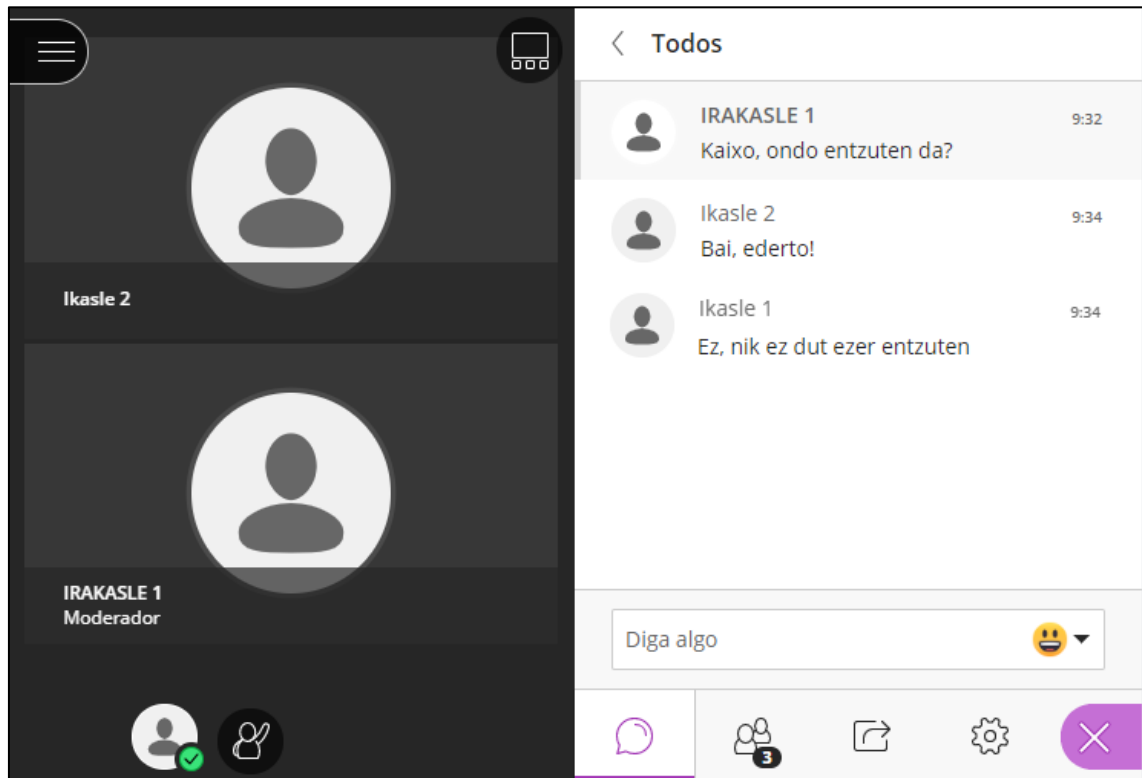 Ikasle 2
IRAKASLE 1
Moderador
Todos
IRAKASLE 1 9:32
Kaixo, ondo entzuten da?
Ikasle 2 9:34
Bai, ederto!
Ikasle 1 9:34
Ez, nik ez dut ezer entzuten
Diga algo
3